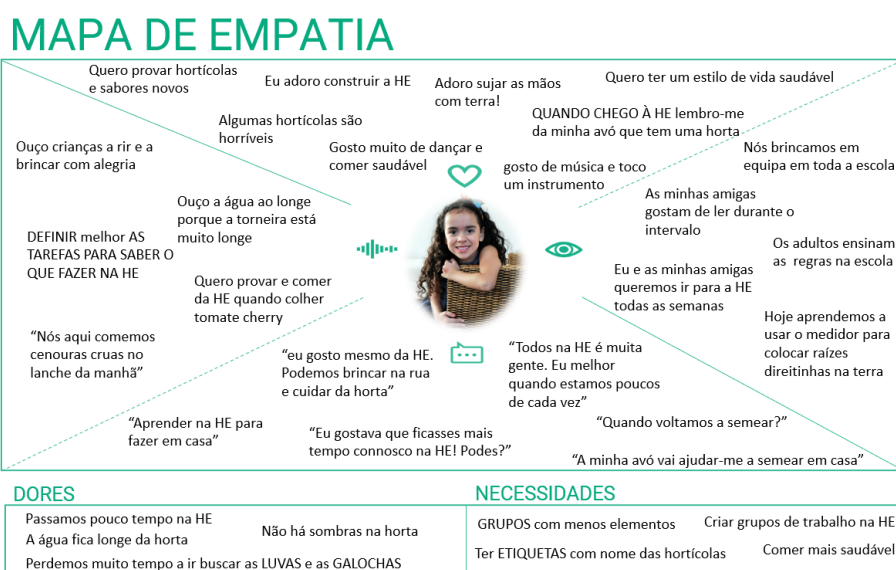 MAPA DE EMPATIA
Quero provar hortícolas
e sabores novos
Eu adoro construir a HE
Adoro sujar as mãos
com terra!
Quero ter um estilo de vida saudável
Algumas hortícolas são
horríveis
QUANDO CHEGO À HE lembro-me
da minha avó que tem uma horta
Gosto muito de dançar e
comer saudável
gosto de música e toco
um instrumento
Ouço crianças a rir e a
brincar com alegria
Ouço a água ao longe
porque a torneira está
muito longe
DEFINIR melhor AS
TAREFAS PARA SABER O
QUE FAZER NA HE
Quero provar e comer
da HE quando colher
tomate cherry
Nós brincamos em
equipa em toda a escola
As minhas amigas
gostam de ler durante o
intervalo
Os adultos ensinam
as regras na escola
Eu e as minhas amigas
queremos ir para a HE
todas as semanas
Hoje aprendemos a
usar o medidor para
colocar raízes
direitinhas na terra
“Nós aqui comemos
cenouras cruas no
lanche da manhã”
“eu gosto mesmo da HE.
Podemos brincar na rua
e cuidar da horta”
“Todos na HE é muita
gente. Eu melhor
quando estamos poucos
de cada vez”
“Aprender na HE para
fazer em casa”
“Eu gostava que ficasses mais
tempo connosco na HE! Podes?”
“Quando voltamos a semear?”
“A minha avó vai ajudar-me a semear em casa”
DORES
Passamos pouco tempo na HE
A água fica longe da horta
Não há sombras na horta
Perdemos muito tempo a ir buscar as LUVAS e as GALOCHAS
NECESSIDADES
GRUPOS com menos elementos
Criar grupos de trabalho na HE
Ter ETIQUETAS com nome das hortícolas
Comer mais saudável